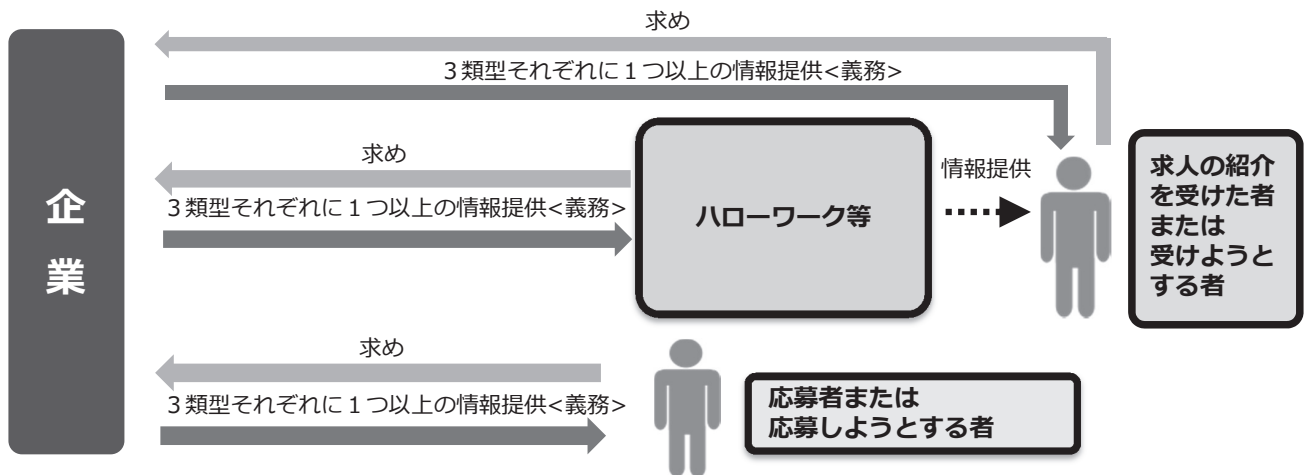 求め
3類型それぞれに1つ以上の情報提供<義務>
企業
求め
3類型それぞれに1つ以上の情報提供<義務>
ハローワーク等
情報提供
求人の紹介
を受けた者
または
受けようと
する者
求め
3類型それぞれに1つ以上の情報提供<義務>
応募者または
応募しようとする者